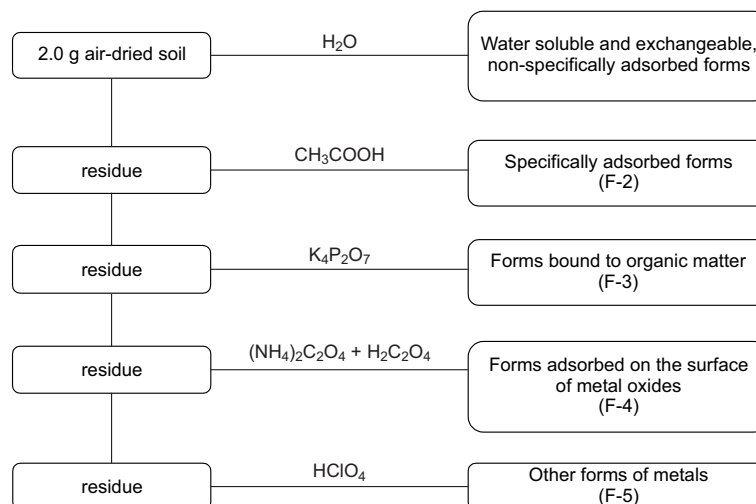 2.0 g air-dried soil
H₂O
Water soluble and exchangeable,
non-specifically adsorbed forms
residue
CH₃COOH
Specifically adsorbed forms
(F-2)
residue
K₄P₂O₇
Forms bound to organic matter
(F-3)
residue
(NH₄)₂C₂O₄ + H₂C₂O₄
Forms adsorbed on the surface
of metal oxides
(F-4)
residue
HClO₄
Other forms of metals
(F-5)